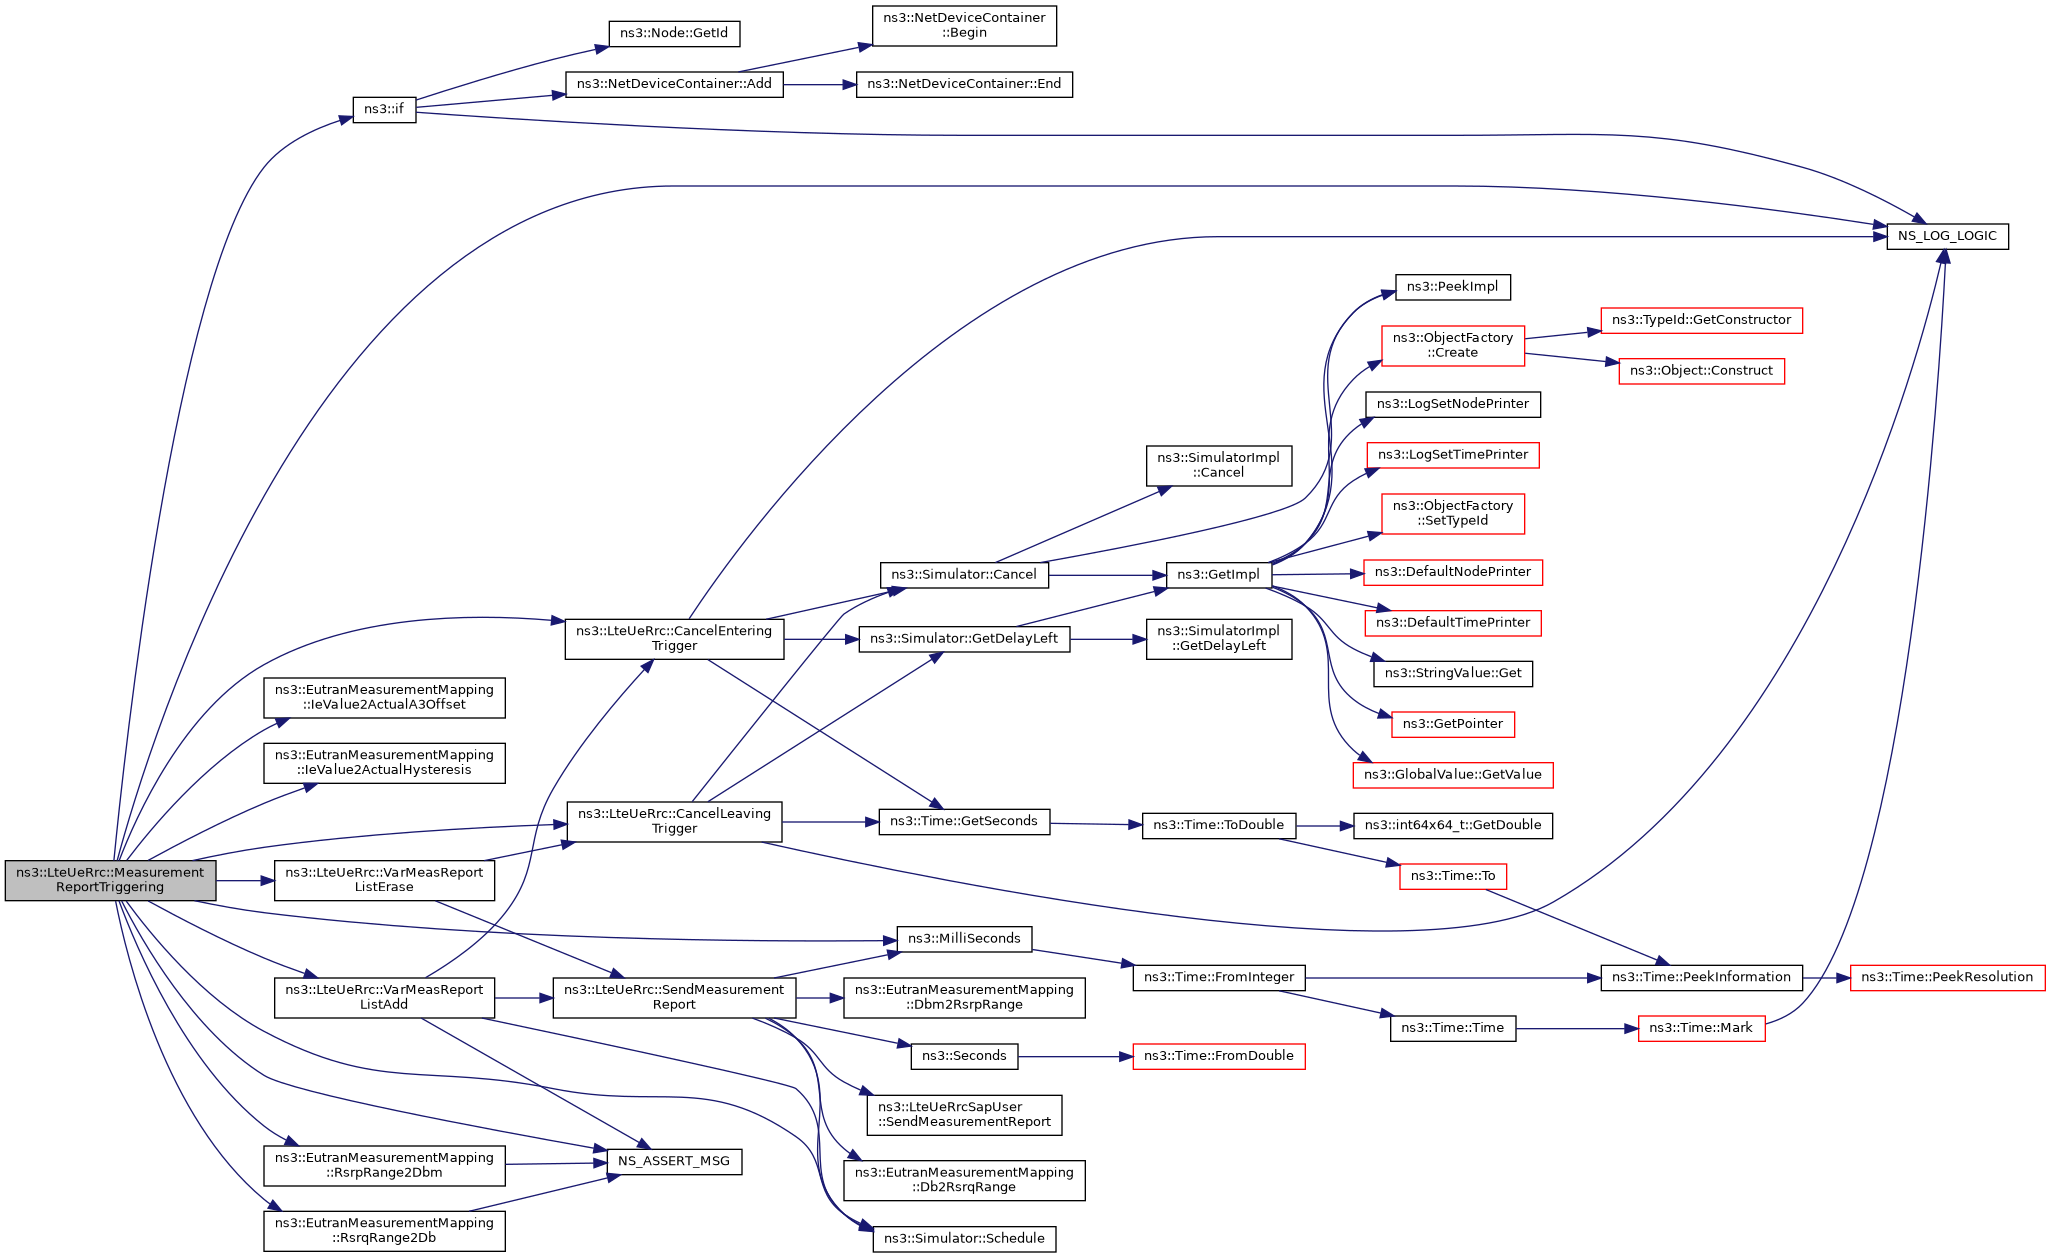 ns3::LteUeRrc::Measurement
ReportTriggering
ns3::if
ns3::Node::GetId
ns3::NetDeviceContainer::Add
ns3::NetDeviceContainer
::Begin
ns3::NetDeviceContainer::End
NS_LOG_LOGIC
ns3::LteUeRrc::CancelEntering
Trigger
ns3::EutranMeasurementMapping
::IeValue2ActualA3Offset
ns3::EutranMeasurementMapping
::IeValue2ActualHysteresis
ns3::LteUeRrc::CancelLeaving
Trigger
ns3::LteUeRrc::VarMeasReport
ListErase
ns3::LteUeRrc::VarMeasReport
ListAdd
ns3::EutranMeasurementMapping
::RsrpRange2Dbm
ns3::EutranMeasurementMapping
::RsrqRange2Db
NS_ASSERT_MSG
ns3::LteUeRrc::SendMeasurement
Report
ns3::Simulator::Cancel
ns3::Simulator::GetDelayLeft
ns3::Time::GetSeconds
ns3::MilliSeconds
ns3::EutranMeasurementMapping
::Dbm2RsrpRange
ns3::Seconds
ns3::LteUeRrcSapUser
::SendMeasurementReport
ns3::EutranMeasurementMapping
::Db2RsrqRange
ns3::Simulator::Schedule
ns3::SimulatorImpl
::Cancel
ns3::GetImpl
ns3::SimulatorImpl
::GetDelayLeft
ns3::Time::ToDouble
ns3::Time::FromInteger
ns3::Time::FromDouble
ns3::PeekImpl
ns3::ObjectFactory
::Create
ns3::TypeId::GetConstructor
ns3::Object::Construct
ns3::LogSetNodePrinter
ns3::LogSetTimePrinter
ns3::ObjectFactory
::SetTypeId
ns3::DefaultNodePrinter
ns3::DefaultTimePrinter
ns3::StringValue::Get
ns3::GetPointer
ns3::GlobalValue::GetValue
ns3::int64x64_t::GetDouble
ns3::Time::To
ns3::Time::PeekInformation
ns3::Time::PeekResolution
ns3::Time::Time
ns3::Time::Mark